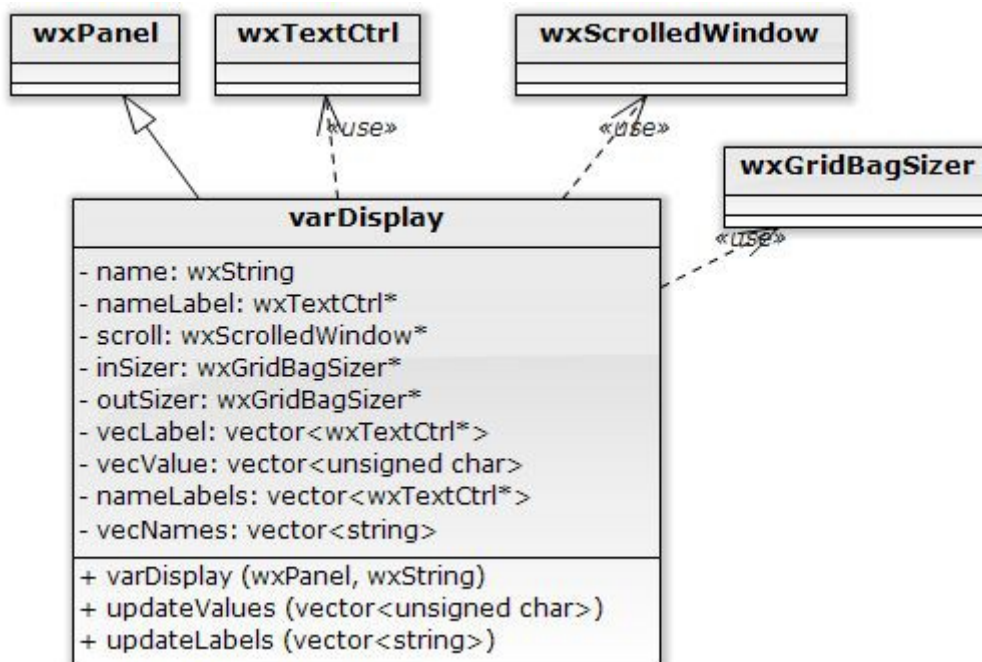 wxPanel
wxTextCtrl
wxScrolledWindow
«use»
«use»
wxGridBagSizer
«use»
varDisplay
- name: wxString
- nameLabel: wxTextCtrl*
- scroll: wxScrolledWindow*
- inSizer: wxGridBagSizer*
- outSizer: wxGridBagSizer*
- vecLabel: vector<wxTextCtrl*>
- vecValue: vector<unsigned char>
- nameLabels: vector<wxTextCtrl*>
- vecNames: vector<string>
+ varDisplay (wxPanel, wxString)
+ updateValues (vector<unsigned char>)
+ updateLabels (vector<string>)